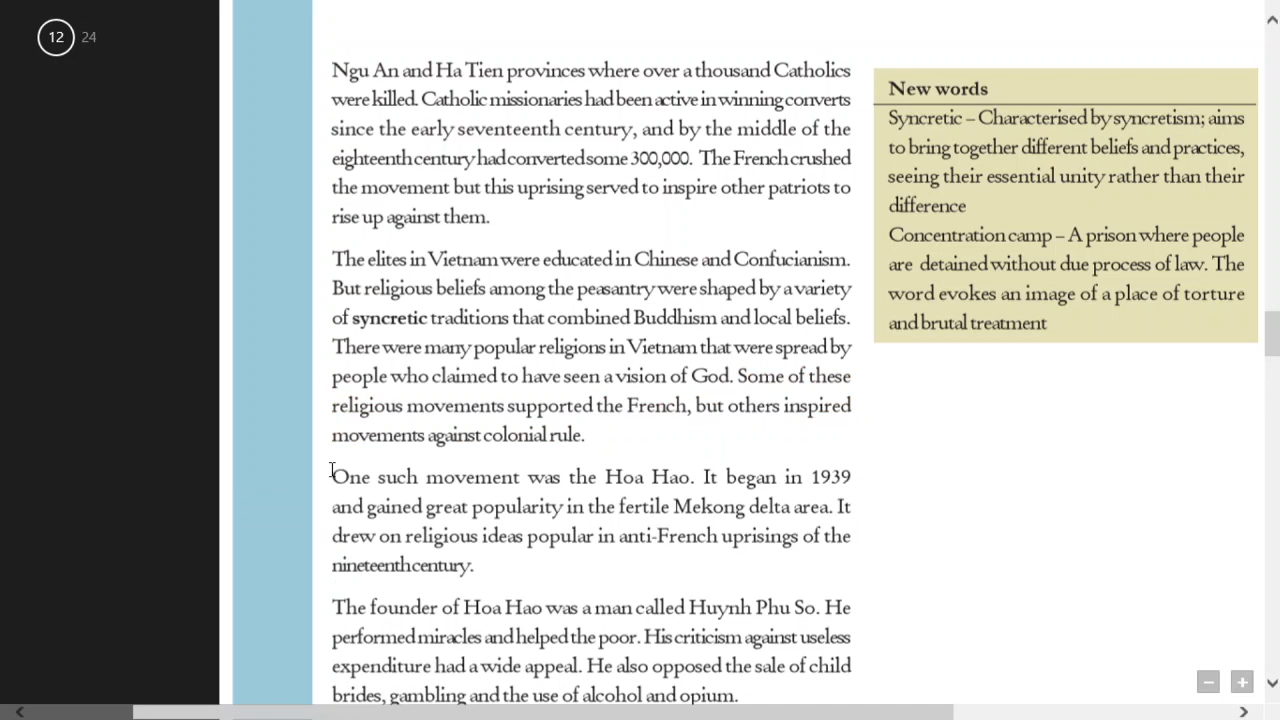 12 24
Ngu An and Ha Tien provinces where over a thousand Catholics
were killed. Catholic missionaries had been active in winning converts
since the early seventeenth century, and by the middle of the
eighteenth century had converted some 300,000. The French crushed
the movement but this uprising served to inspire other patriots to
rise up against them.
The elites in Vietnam were educated in Chinese and Confucianism.
But religious beliefs among the peasantry were shaped by a variety
of syncretic traditions that combined Buddhism and local beliefs.
There were many popular religions in Vietnam that were spread by
people who claimed to have seen a vision of God. Some of these
religious movements supported the French, but others inspired
movements against colonial rule.
One such movement was the Hoa Hao. It began in 1939
and gained great popularity in the fertile Mekong delta area. It
drew on religious ideas popular in anti-French uprisings of the
nineteenth century.
The founder of Hoa Hao was a man called Huynh Phu So. He
performed miracles and helped the poor. His criticism against useless
expenditure had a wide appeal. He also opposed the sale of child
brides, gambling and the use of alcohol and opium.
New words
Syncretic – Characterised by syncretism; aims
to bring together different beliefs and practices,
seeing their essential unity rather than their
difference
Concentration camp – A prison where people
are detained without due process of law. The
word evokes an image of a place of torture
and brutal treatment